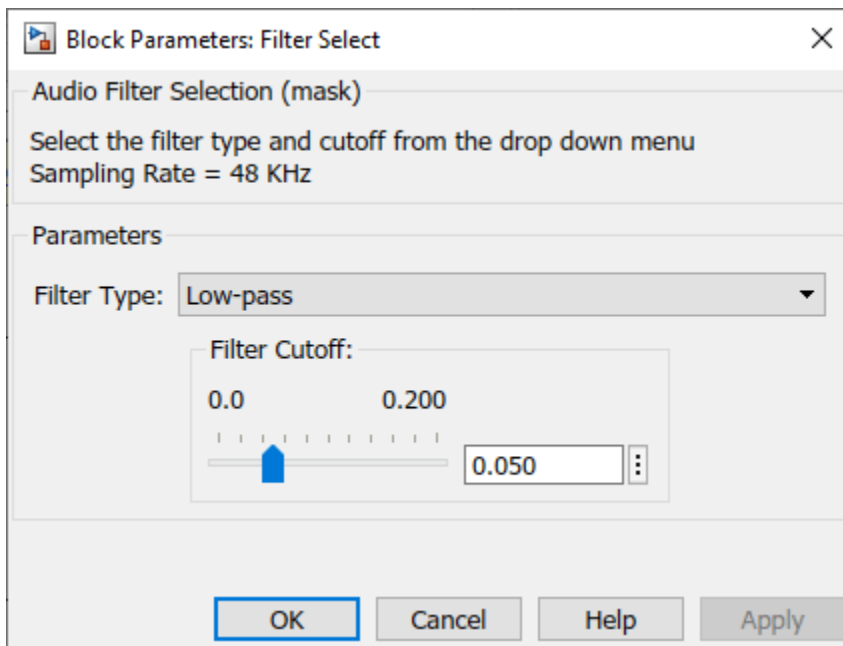 Block Parameters: Filter Select
Audio Filter Selection (mask)
Select the filter type and cutoff from the drop down menu
Sampling Rate = 48 KHz
Parameters
Filter Type: Low-pass
Filter Cutoff:
0.0 0.200
0.050
OK Cancel Help Apply